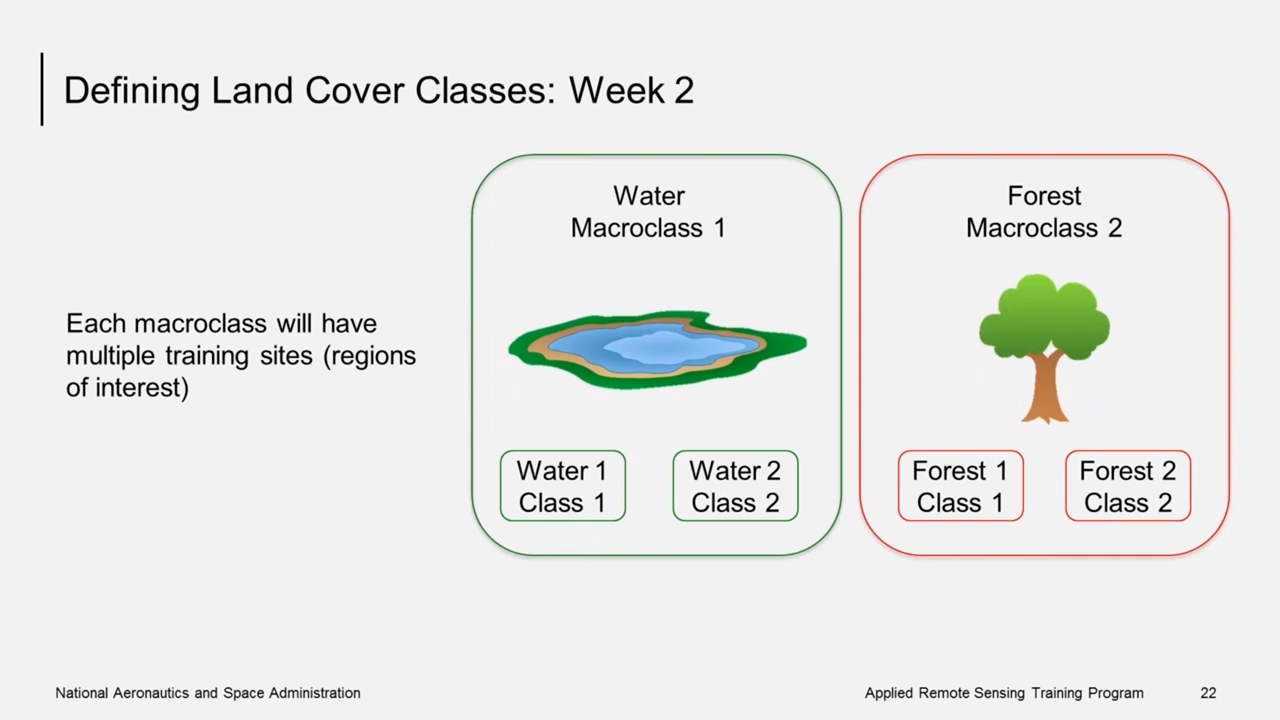 Defining Land Cover Classes: Week 2
Each macroclass will have
multiple training sites (regions
of interest)
Water
Macroclass 1
Water 1
Class 1
Water 2
Class 2
Forest
Macroclass 2
Forest 1
Class 1
Forest 2
Class 2
National Aeronautics and Space Administration
Applied Remote Sensing Training Program
22